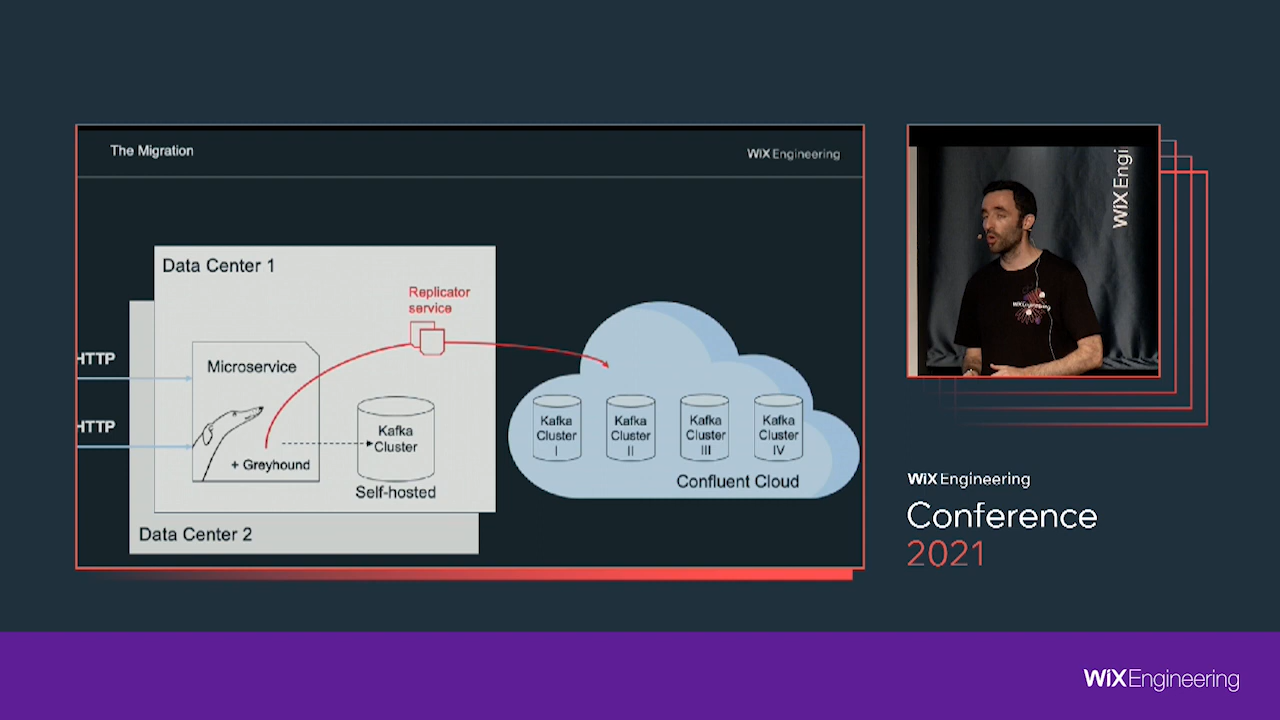 The Migration
WiX Engineering
Data Center 1
Replicator
service
HTTP
Microservice
HTTP
+ Greyhound
Kafka
Cluster
Self-hosted
Data Center 2
Kafka
Cluster
I
Kafka
Cluster
II
Kafka
Cluster
III
Kafka
Cluster
IV
Confluent Cloud
WiX Engi
WiX Engineering
WiX Engineering
Conference
2021
WiX Engineering